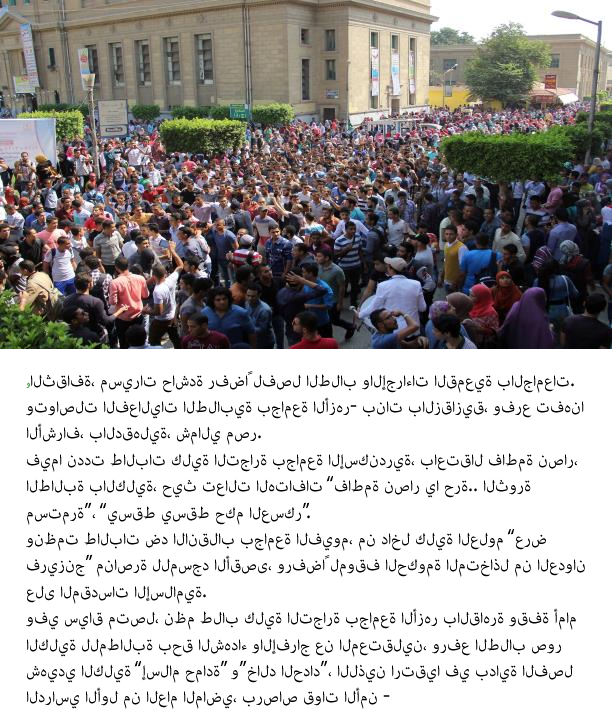 والثقافة، مسيرات حاشدة رفضاً لفصل الطلاب والإجراءات القمعية بالجامعات.
وتواصلت الفعاليات الطلابية بجامعة الأزهر- بنات بالزقازيق، وفرع تفهنا
الأشراف، بالدقهلية، شمالي مصر.
فيما نددت طالبات كلية التجارة بجامعة الإسكندرية، باعتقال فاطمة نصار،
الطالبة بالكلية، حيث تعالت الهتافات “فاطمة نصار يا حرة.. الثورة
مستمرة”، “يسقط يسقط حكم العسكر”.
ونظمت طالبات ضد الانقلاب بجامعة الفيوم، من داخل كلية العلوم “عرض
فريزنج” مناصرة للمسجد الأقصى، ورفضاً لموقف الحكومة المتخاذل من العدوان
على المقدسات الإسلامية.
وفي سياق متصل، نظم طلاب كلية التجارة بجامعة الأزهر بالقاهرة وقفة أمام
الكلية للمطالبة بحق الشهداء والإفراج عن المعتقلين، ورفع الطلاب صور
شهيدي الكلية “إسلام حمادة” و”خالد الحداد”، اللذين ارتقيا في بداية الفصل
الدراسي الأول من العام الماضي، برصاص قوات الأمن -